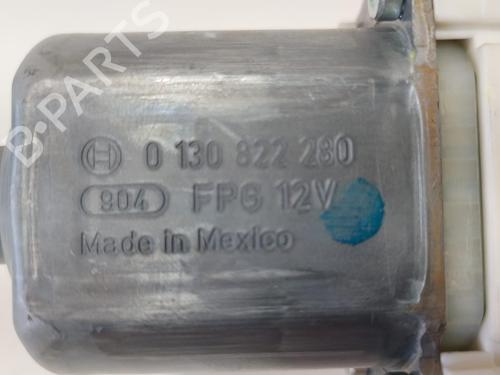 B-PARTS
0 130 822 280
904 FPG 12V
Made in Mexico